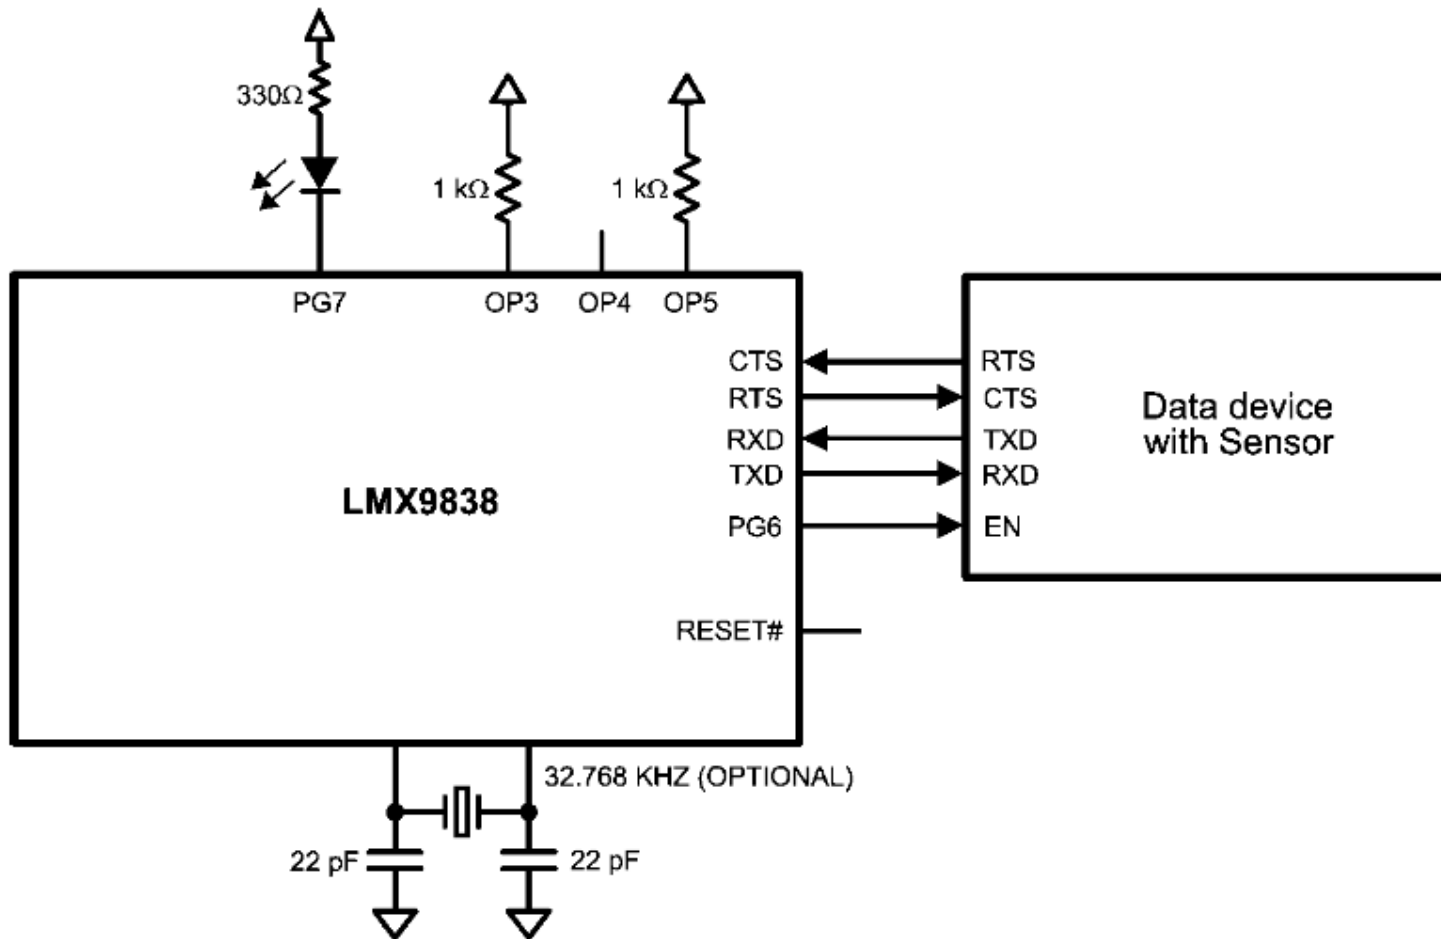 330Ω
1 kΩ
1 kΩ
PG7
OP3
OP4
OP5
CTS
RTS
RXD
TXD
PG6
RESET#
LMX9838
RTS
CTS
TXD
RXD
EN
Data device
with Sensor
32.768 KHZ (OPTIONAL)
22 pF
22 pF